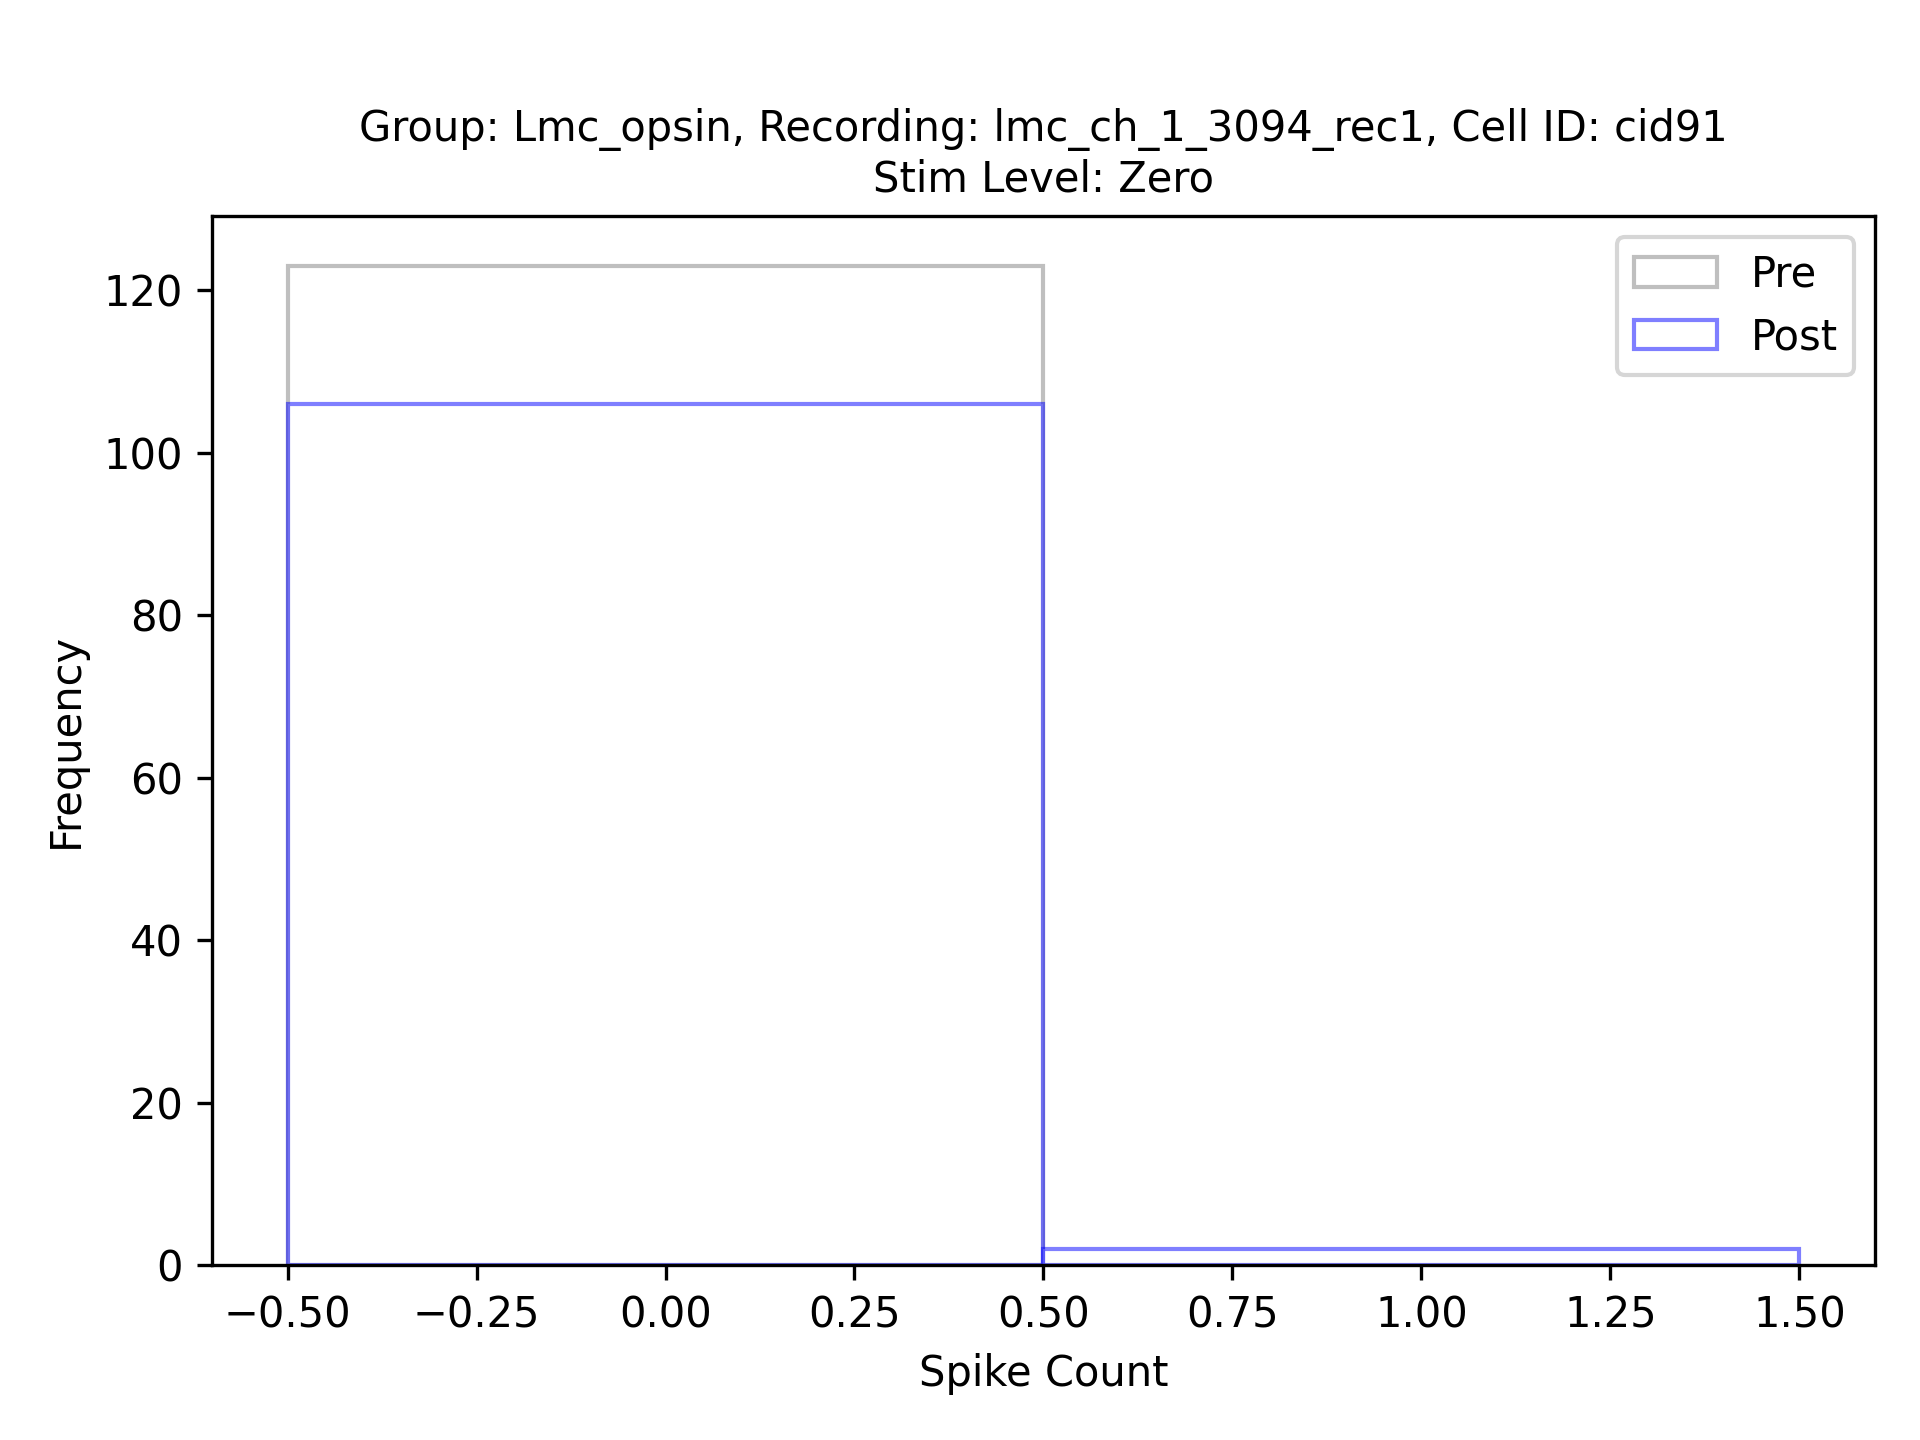 Group: Lmc_opsin, Recording: lmc_ch_1_3094_rec1, Cell ID: cid91
Stim Level: Zero
Pre
Post
120
100
80
60
40
20
0
Frequency
−0.50 −0.25 0.00 0.25 0.50 0.75 1.00 1.25 1.50
Spike Count